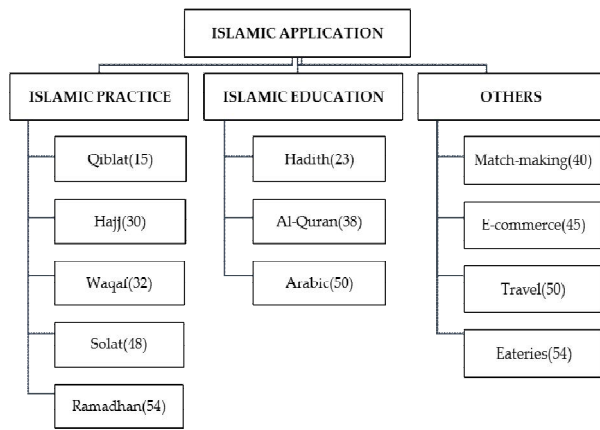 ISLAMIC APPLICATION
ISLAMIC PRACTICE
Qiblat(15)
Hajj(30)
Waqaf(32)
Solat(48)
Ramadhan(54)
ISLAMIC EDUCATION
Hadith(23)
Al-Quran(38)
Arabic(50)
OTHERS
Match-making(40)
E-commerce(45)
Travel(50)
Eateries(54)